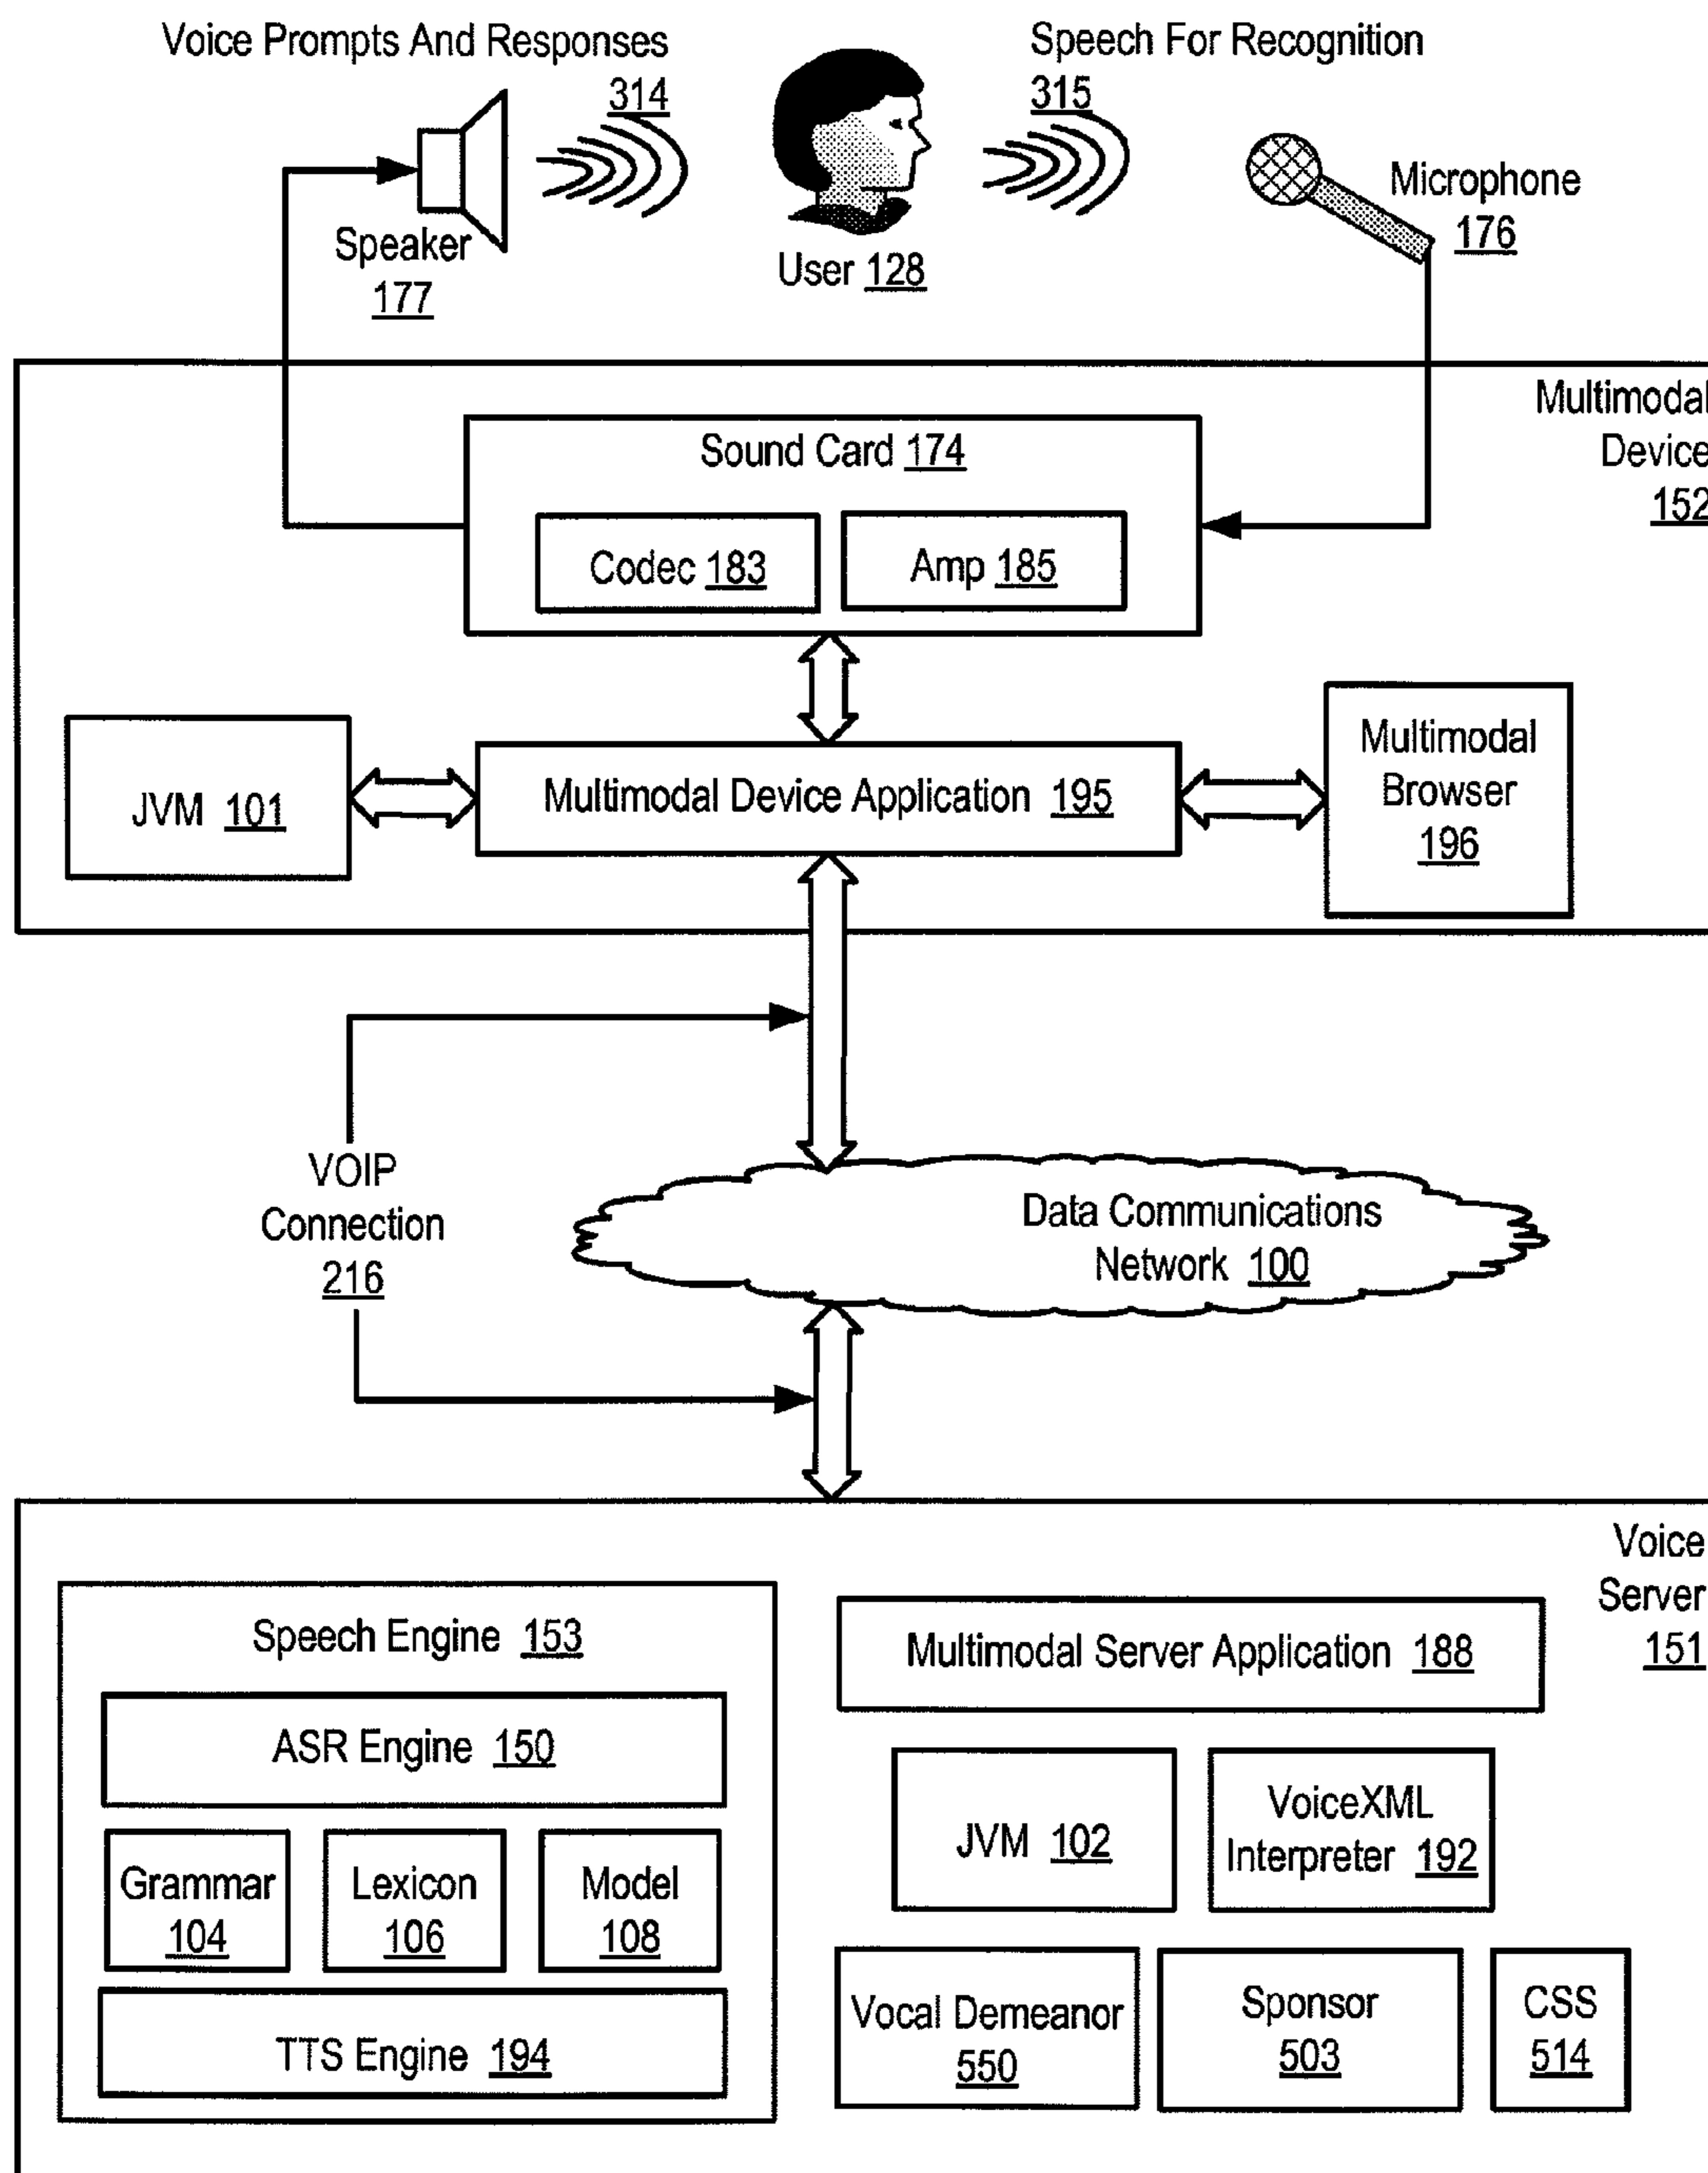 Voice Prompts And Responses
314
Speech For Recognition
315
Speaker
177
User 128
Microphone
176
Multimodal
Device
152
Sound Card 174
Codec 183
Amp 185
JVM 101
Multimodal Device Application 195
Multimodal
Browser
196
VOIP
Connection
216
Data Communications
Network 100
Voice
Server
151
Speech Engine 153
ASR Engine 150
Grammar
104
Lexicon
106
Model
108
TTS Engine 194
Multimodal Server Application 188
JVM 102
VoiceXML
Interpreter 192
Vocal Demeanor
550
Sponsor
503
CSS
514